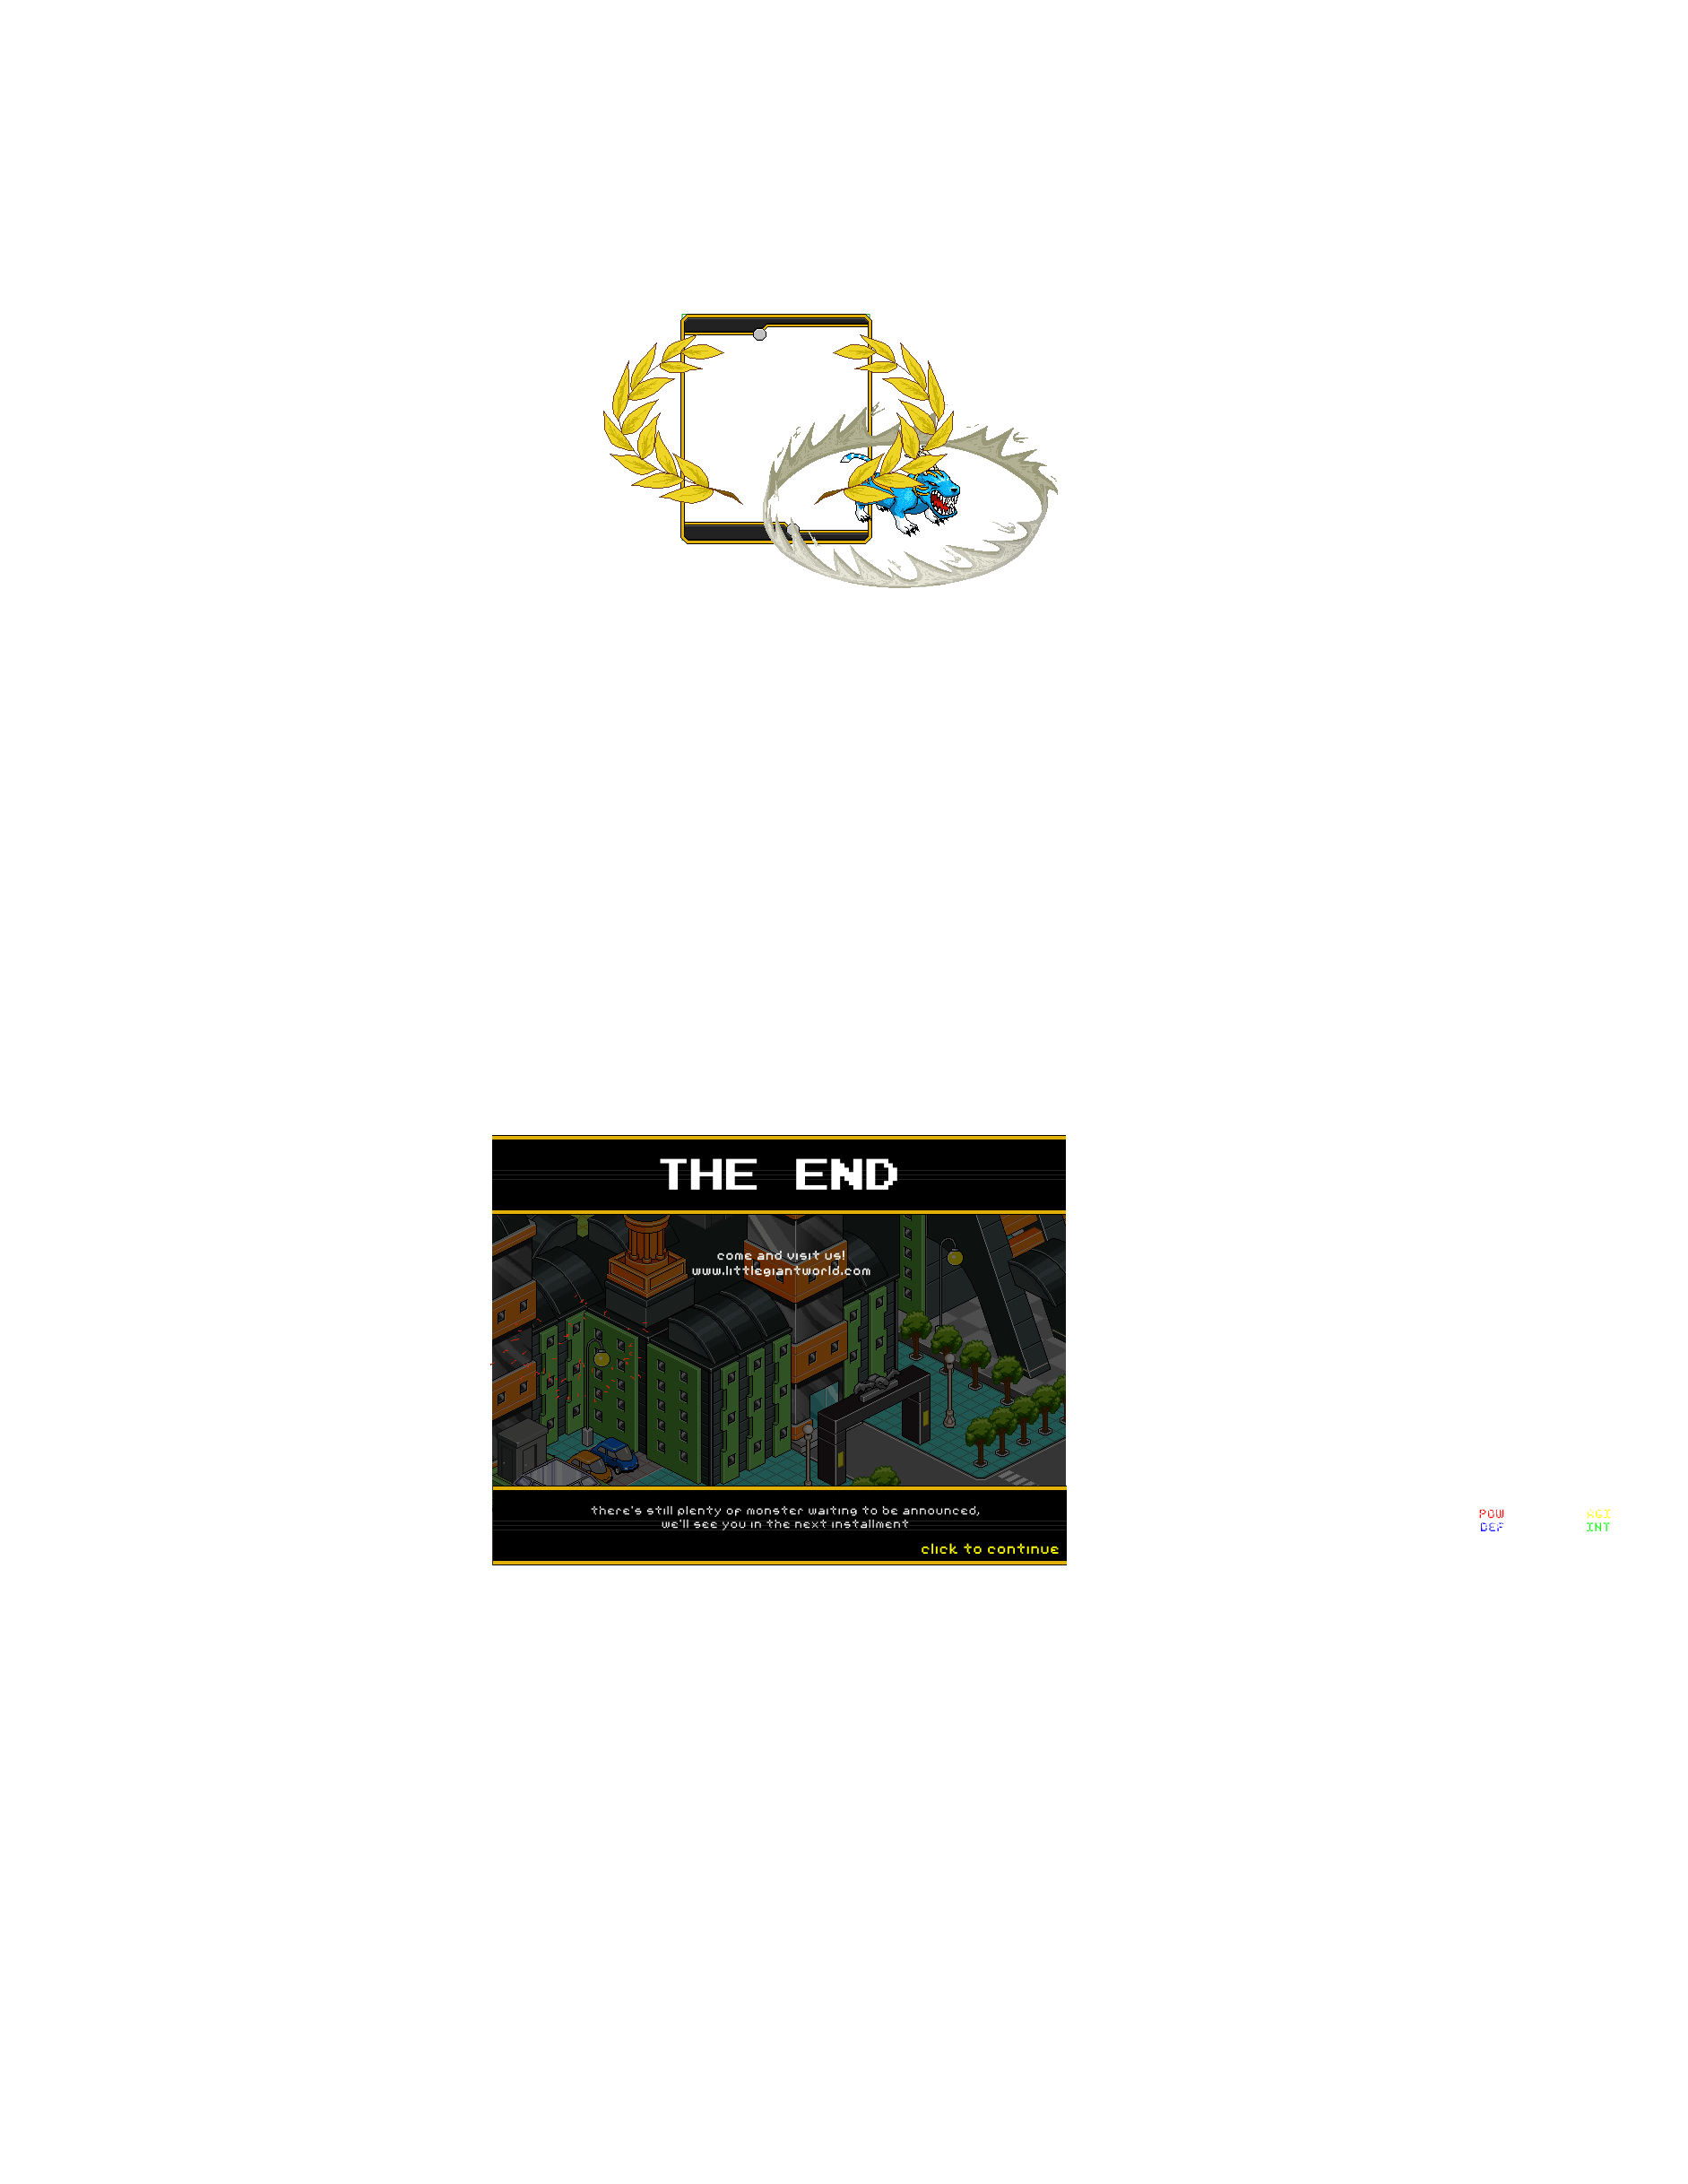 THE END
come and visit us!
www.littlegiantworld.com
there's still plenty of monster waiting to be announced,
we'll see you in the next installment
click to continue
POW AGI
DEF INT